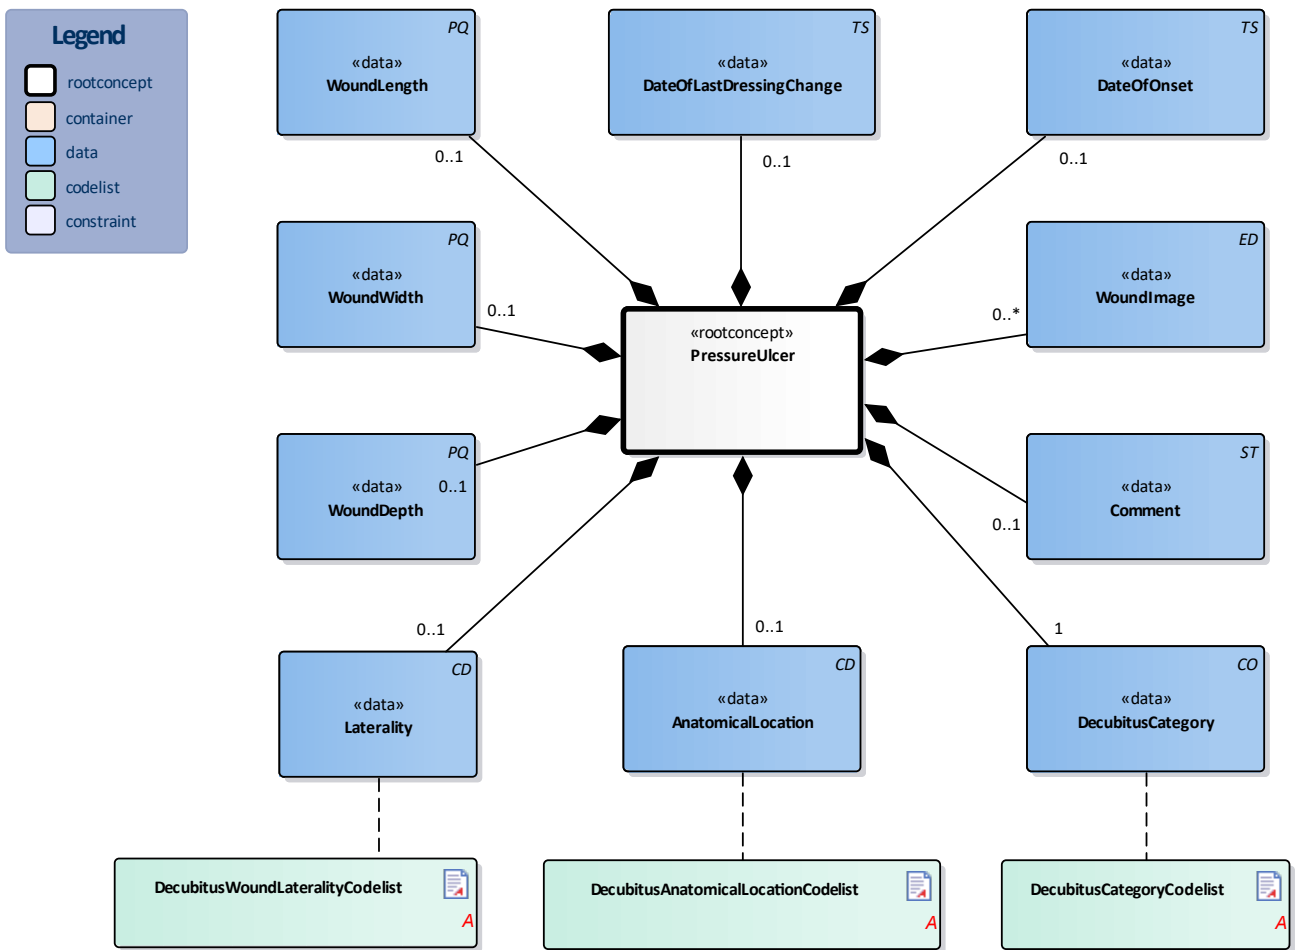 Legend
rootconcept
container
data
codelist
constraint
PQ
«data»
WoundLength
0..1
TS
«data»
DateOfLastDressingChange
0..1
TS
«data»
DateOfOnset
0..1
PQ
«data»
WoundWidth
0..1
«rootconcept»
PressureUlcer
ED
«data»
WoundImage
0..*
PQ
«data»
0..1
WoundDepth
ST
«data»
Comment
0..1
0..1
CD
«data»
Laterality
0..1
CD
«data»
AnatomicalLocation
1
CO
«data»
DecubitusCategory
DecubitusWoundLateralityCodelist
A
DecubitusAnatomicalLocationCodelist
A
DecubitusCategoryCodelist
A